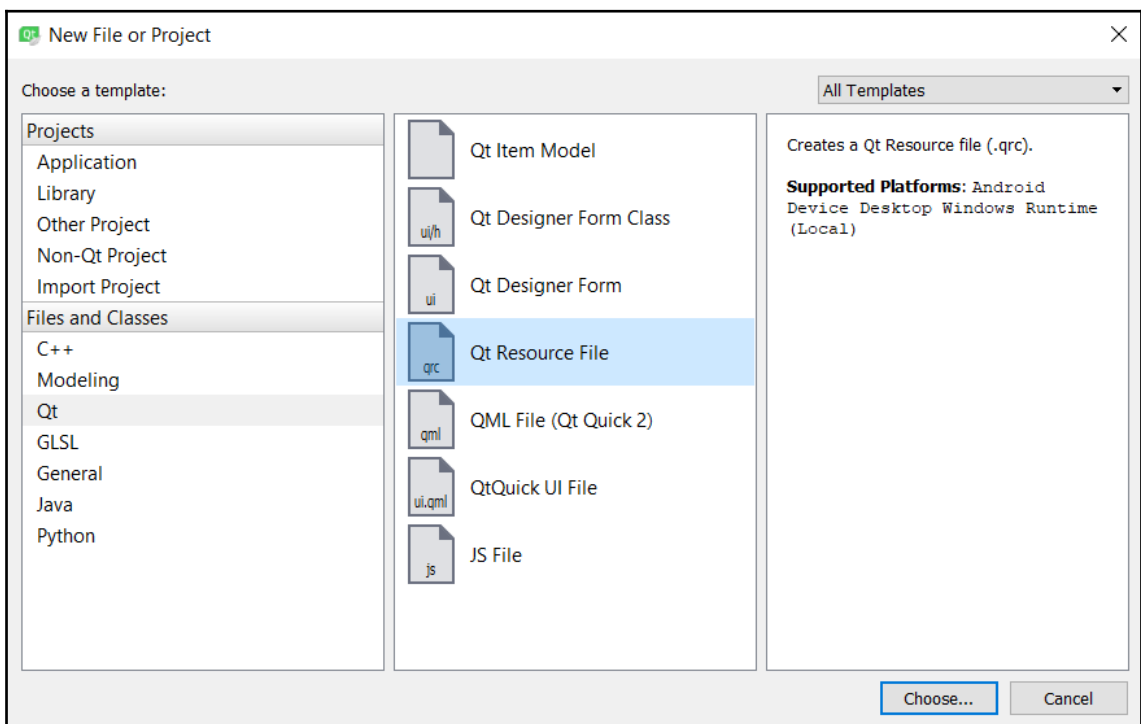 New File or Project
Choose a template:
All Templates
Projects
Application
Library
Other Project
Non-Qt Project
Import Project
Files and Classes
C++
Modeling
Qt
GLSL
General
Java
Python
Qt Item Model
ui/h
Qt Designer Form Class
ui
Qt Designer Form
qrc
Qt Resource File
qml
QML File (Qt Quick 2)
ui.qml
QtQuick UI File
js
JS File
Creates a Qt Resource file (.qrc).
Supported Platforms: Android
Device Desktop Windows Runtime
(Local)
Choose...
Cancel